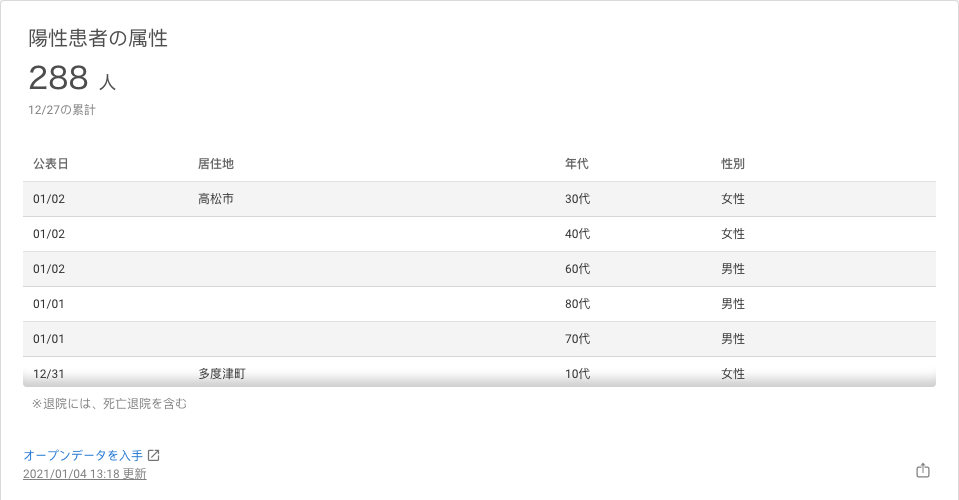 陽性患者の属性
288 人
12/27の累計
公表日 居住地 年代 性別
01/02 高松市 30代 女性
01/02 40代 女性
01/02 60代 男性
01/01 80代 男性
01/01 70代 男性
12/31 多度津町 10代 女性
※退院には、死亡退院を含む
オープンデータを入手
2021/01/04 13:18 更新